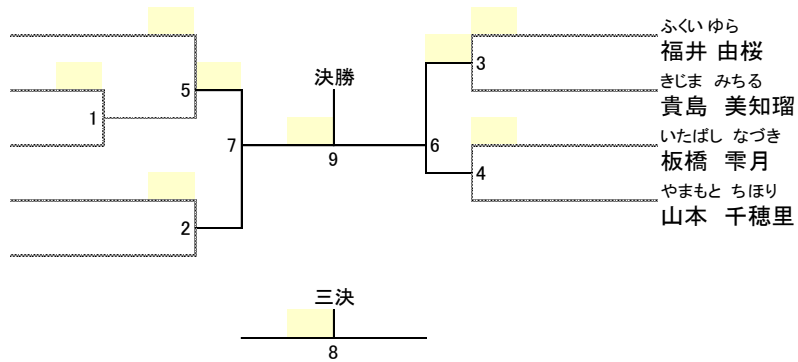 ふくい ゆら
福井 由桜
決勝
3
きじま みちる
5
貴島 美知瑠
1
いたばし なづき
7
6
9
板橋 雫月
4
やまもと ちほり
山本 千穂里
2
三決
8